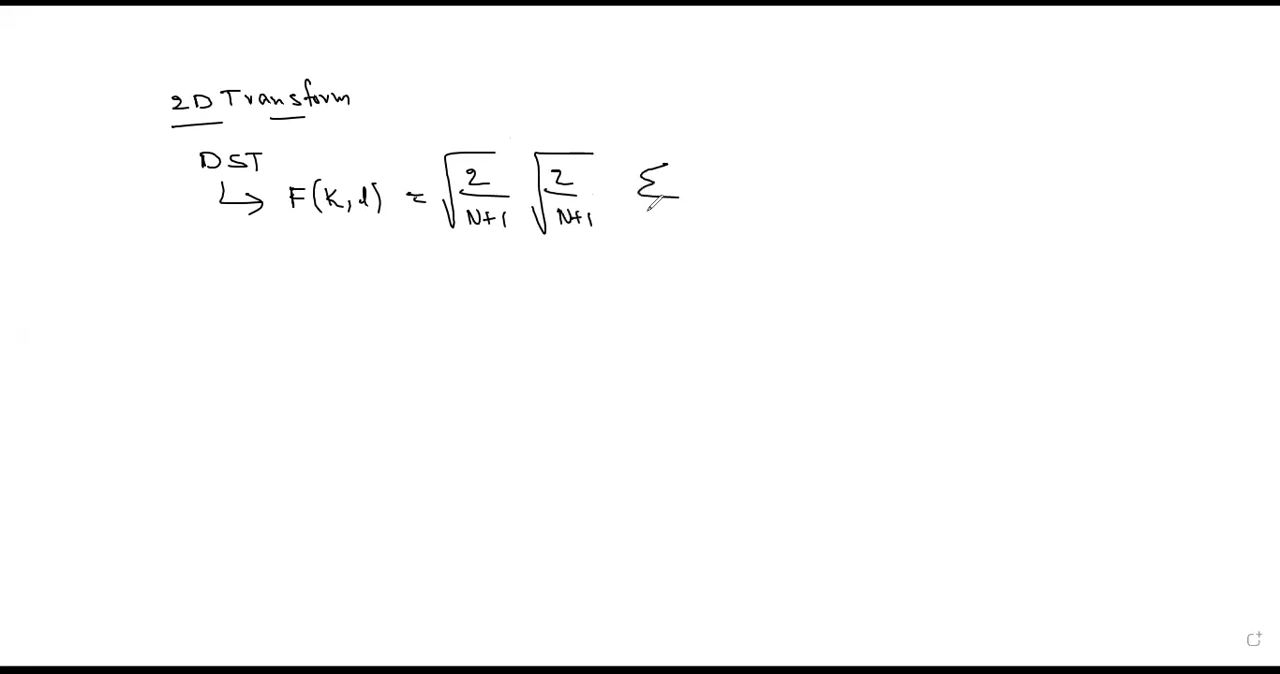 2D Transform
DST
↳ F(K,l) = √(2/(N+1)) √(2/(N+1)) Σ